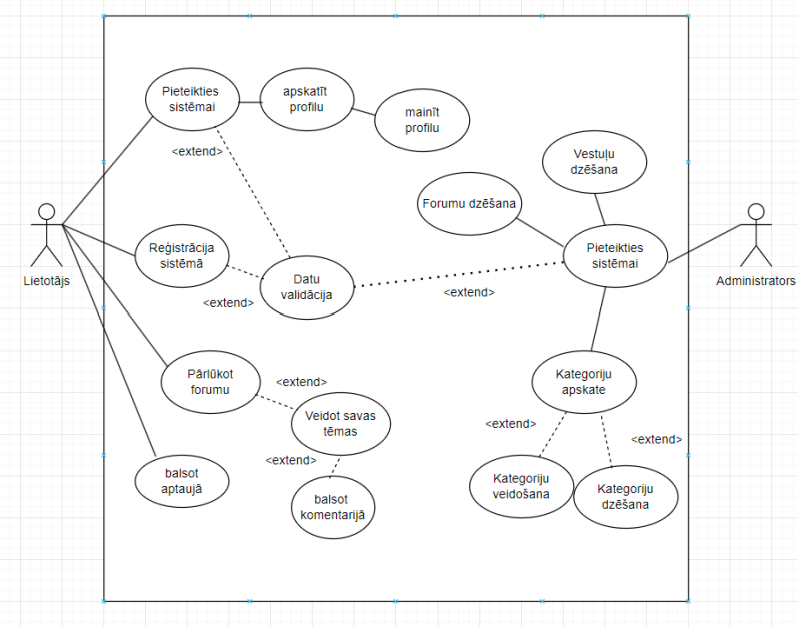 Pieteikties
sistēmai
apskatīt
profilu
mainīt
profilu
<extend>
Vestuļu
dzēšana
Forumu dzēšana
Lietotājs
Reģistrācija
sistēmā
Pieteikties
sistēmai
Administrators
Datu
validācija
<extend>
<extend>
Pārlūkot
forumu
<extend>
Kategoriju
apskate
Veidot savas
tēmas
<extend>
<extend>
<extend>
balsot
aptaujā
balsot
komentarijā
Kategoriju
veidošana
Kategoriju
dzēšana